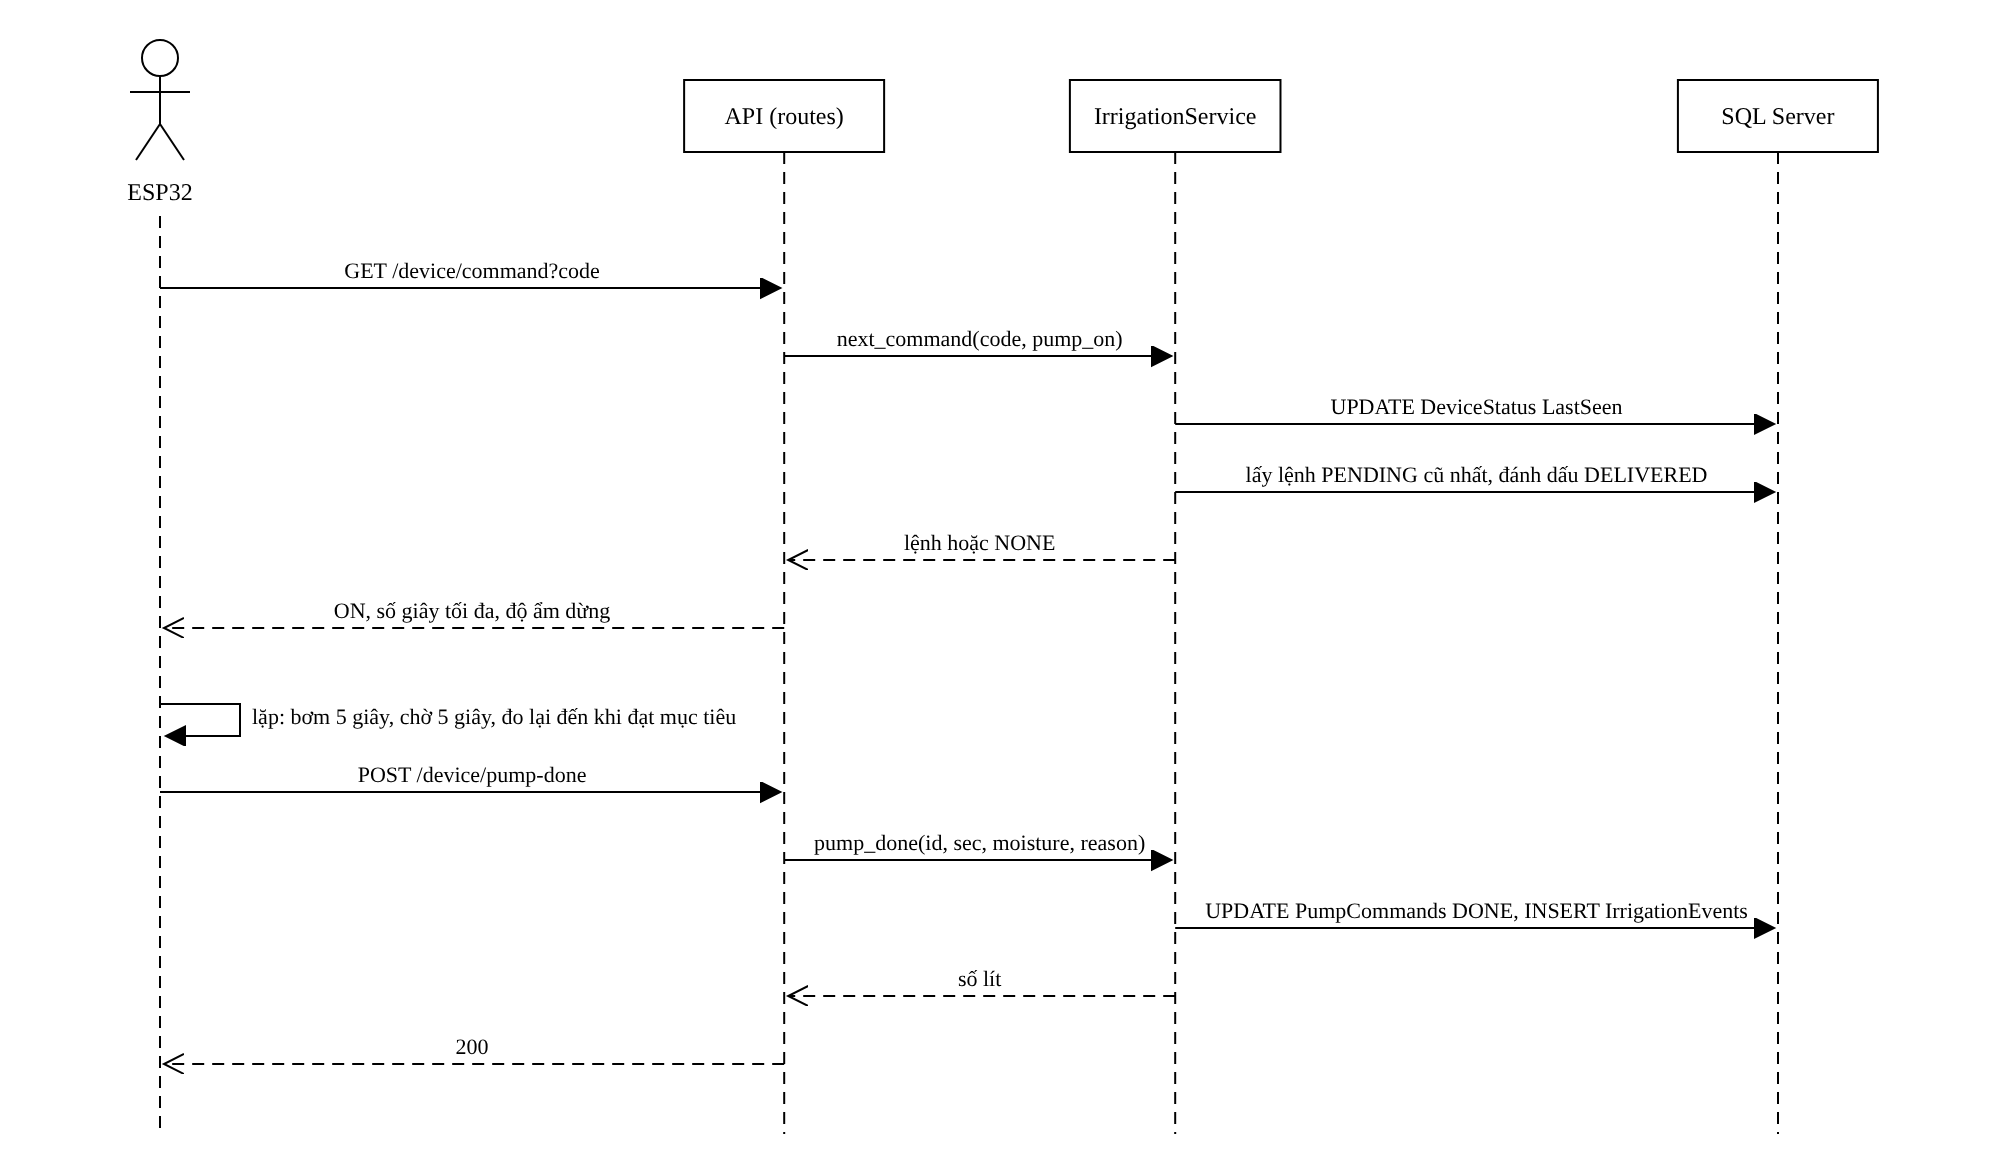 ESP32
API (routes)
IrrigationService
SQL Server
GET /device/command?code
next_command(code, pump_on)
UPDATE DeviceStatus LastSeen
lấy lệnh PENDING cũ nhất, đánh dấu DELIVERED
lệnh hoặc NONE
ON, số giây tối đa, độ ẩm dừng
lặp: bơm 5 giây, chờ 5 giây, đo lại đến khi đạt mục tiêu
POST /device/pump-done
pump_done(id, sec, moisture, reason)
UPDATE PumpCommands DONE, INSERT IrrigationEvents
số lít
200